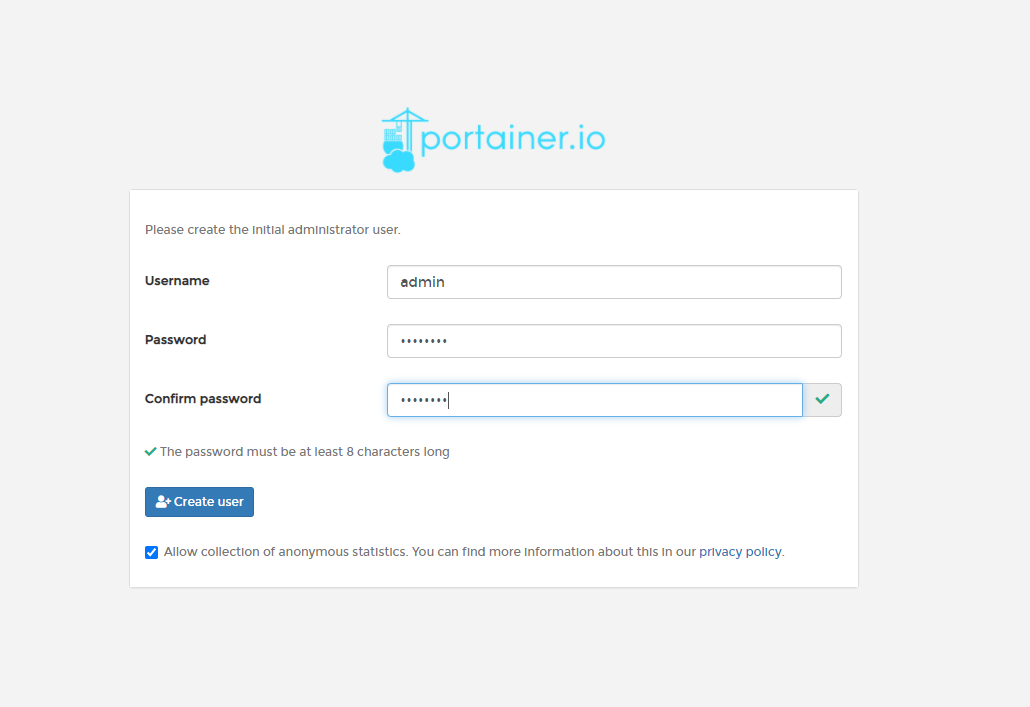 portainer.io
Please create the initial administrator user.
Username
admin
Password
••••••••
Confirm password
••••••••
The password must be at least 8 characters long
Create user
Allow collection of anonymous statistics. You can find more information about this in our privacy policy.